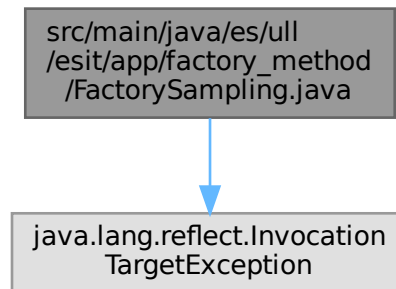 src/main/java/es/ull
/esit/app/factory_method
/FactorySampling.java
java.lang.reflect.Invocation
TargetException